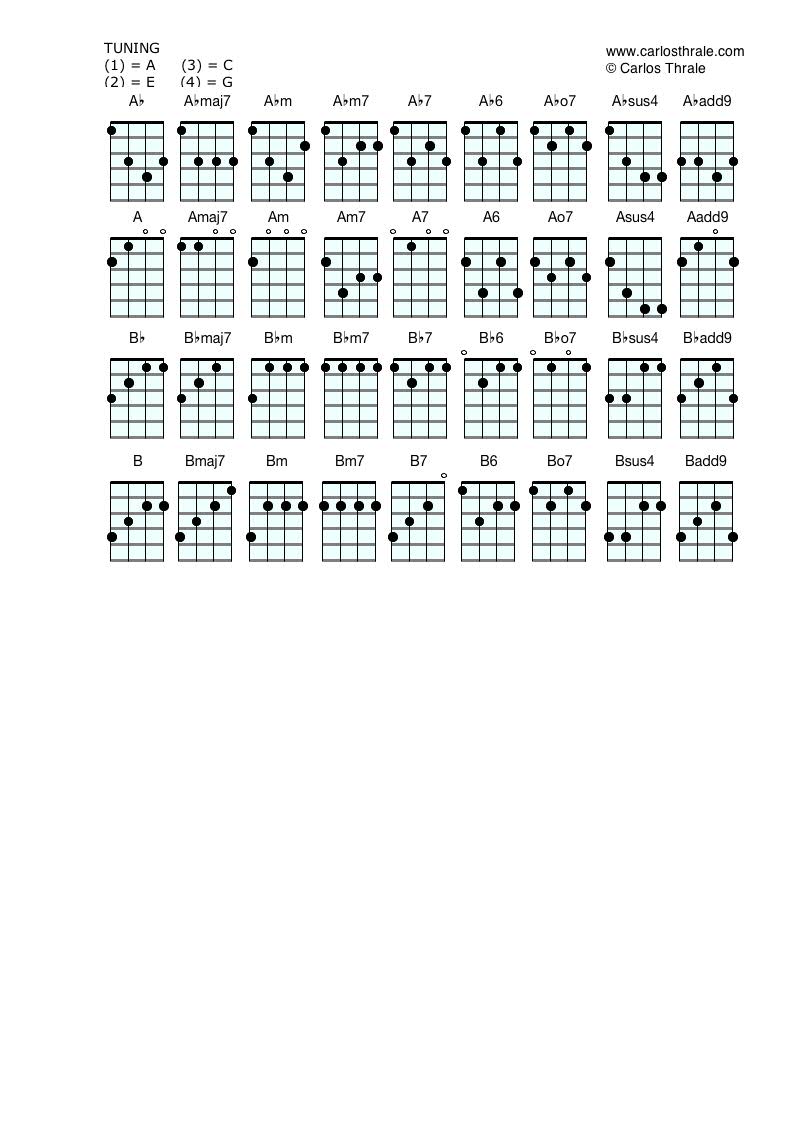 TUNING
(1) = A (3) = C
(2) = E (4) = G
www.carlosthrale.com
© Carlos Thrale
A♭ A♭maj7 A♭m A♭m7 A♭7 A♭6 A♭o7 A♭sus4 A♭add9
A Amaj7 Am Am7 A7 A6 Ao7 Asus4 Aadd9
B♭ B♭maj7 B♭m B♭m7 B♭7 B♭6 B♭o7 B♭sus4 B♭add9
B Bmaj7 Bm Bm7 B7 B6 Bo7 Bsus4 Badd9